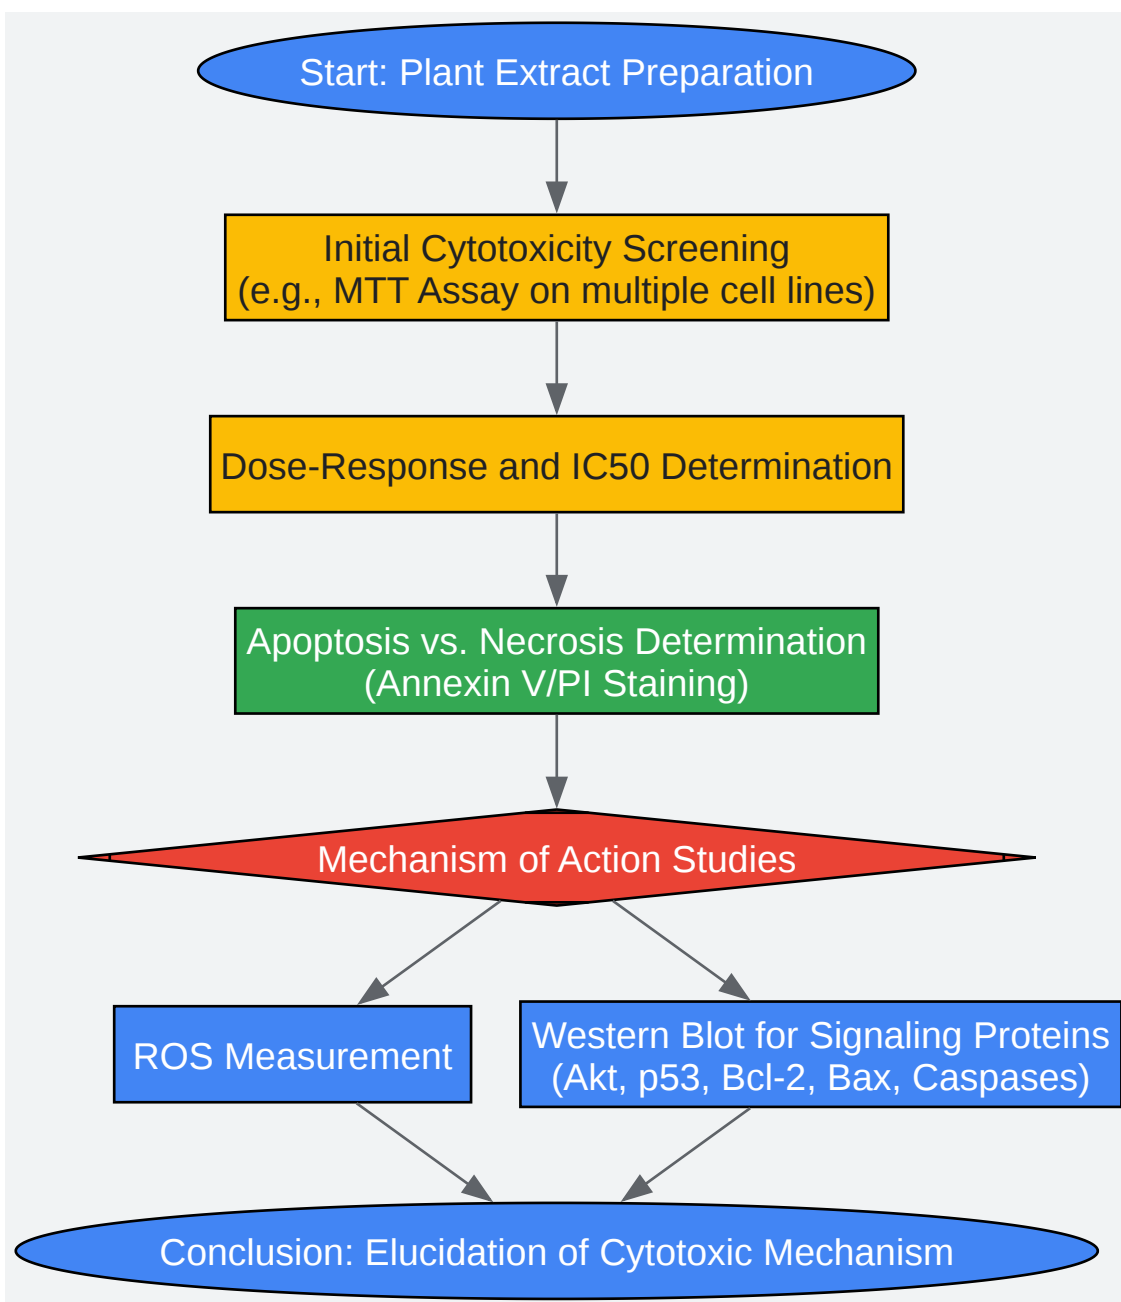 Start: Plant Extract Preparation
Initial Cytotoxicity Screening
(e.g., MTT Assay on multiple cell lines)
Dose-Response and IC50 Determination
Apoptosis vs. Necrosis Determination
(Annexin V/PI Staining)
Mechanism of Action Studies
ROS Measurement
Western Blot for Signaling Proteins
(Akt, p53, Bcl-2, Bax, Caspases)
Conclusion: Elucidation of Cytotoxic Mechanism